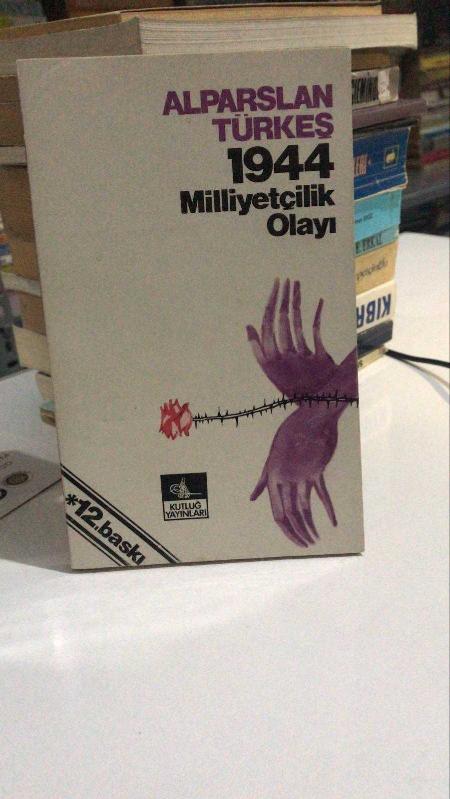 ALPARSLAN
TÜRKEŞ
1944
Milliyetçilik
Olayı
KUTLUĞ
YAYINLARI
*12.baskı
KIBR